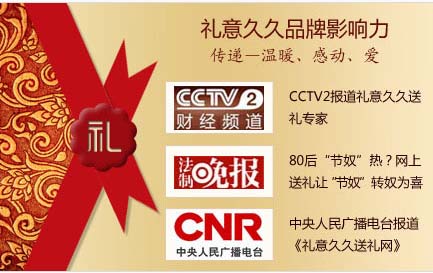 礼意久久品牌影响力
传递—温暖、感动、爱
礼
CCTV 2
财经频道
CCTV2报道礼意久久送
礼专家
法制晚报
80后“节奴”热?网上
送礼让“节奴”转奴为喜
CNR
中央人民广播电台
中央人民广播电台报道
《礼意久久送礼网》